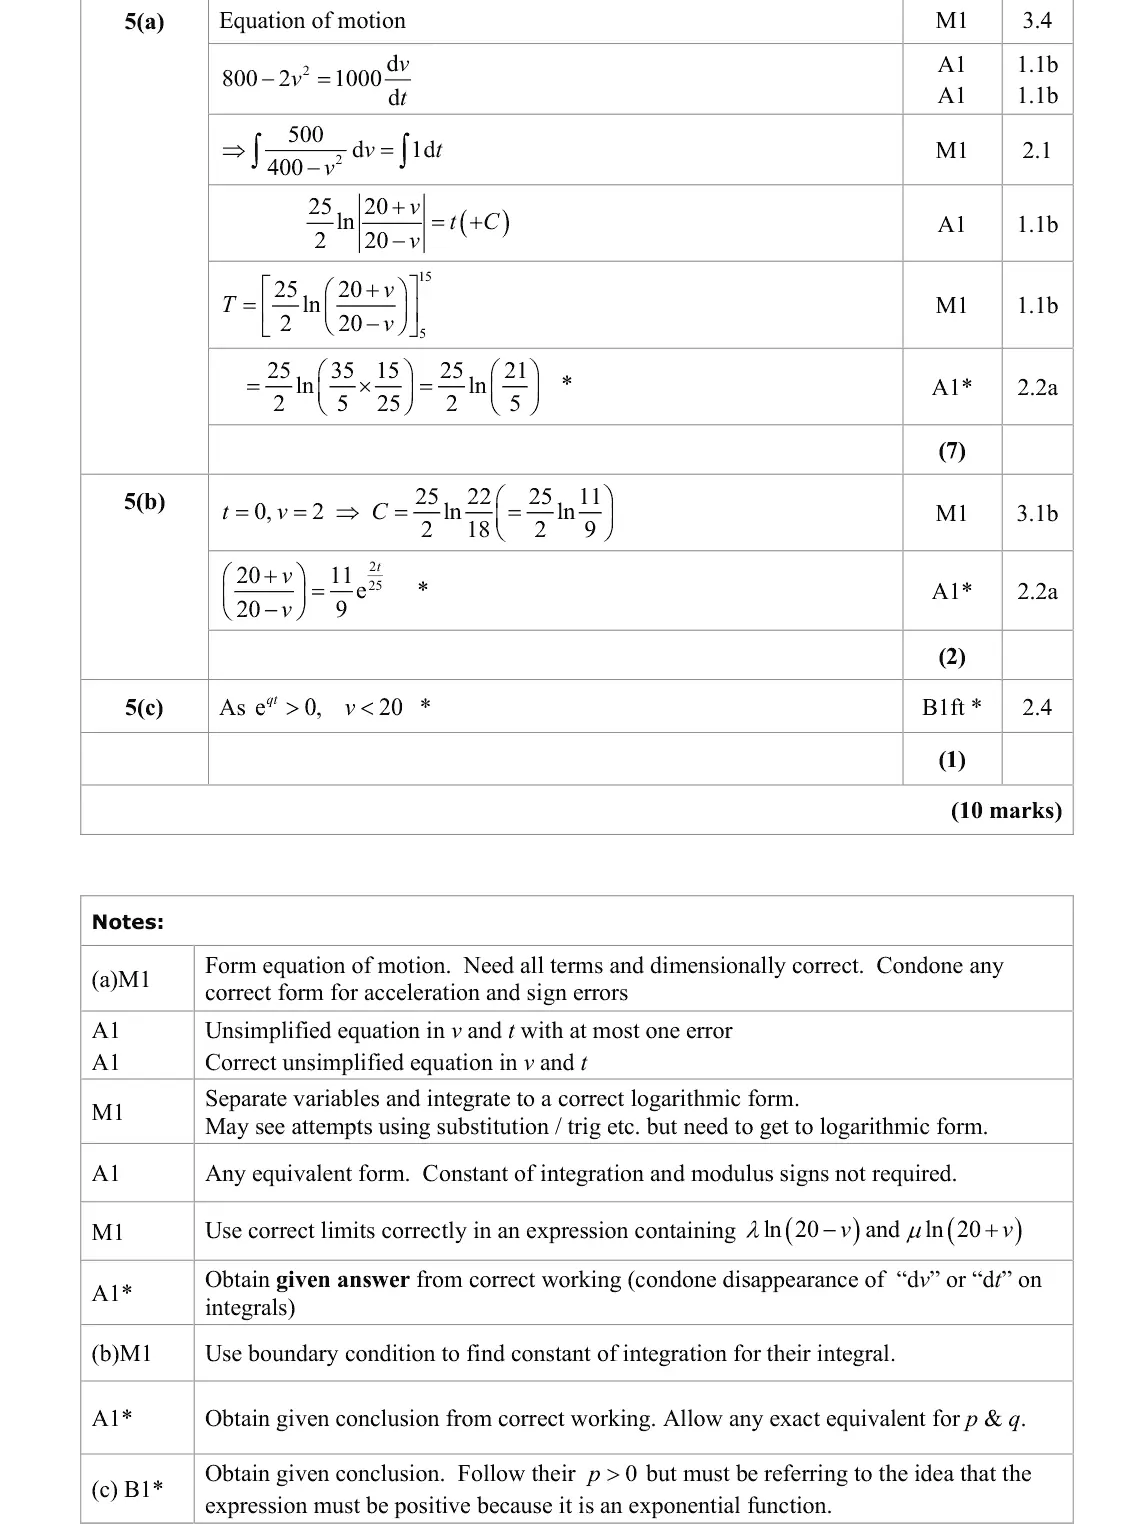 5(a) Equation of motion M1 3.4
800 − 2v² = 1000 dv/dt A1 1.1b
A1 1.1b
⇒ ∫ 500/(400 − v²) dv = ∫ 1dt M1 2.1
25/2 ln |(20 + v)/(20 − v)| = t (+C) A1 1.1b
T = [25/2 ln ((20 + v)/(20 − v))]₅¹⁵ M1 1.1b
= 25/2 ln (35/5 × 15/25) = 25/2 ln (21/5) * A1* 2.2a
(7)
5(b) t = 0, v = 2 ⇒ C = 25/2 ln 22/18 (= 25/2 ln 11/9) M1 3.1b
((20 + v)/(20 − v)) = 11/9 e^(2t/25) * A1* 2.2a
(2)
5(c) As e^(qt) > 0, v < 20 * B1ft * 2.4
(1)
(10 marks)
Notes:
(a)M1 Form equation of motion. Need all terms and dimensionally correct. Condone any
correct form for acceleration and sign errors
A1 Unsimplified equation in v and t with at most one error
A1 Correct unsimplified equation in v and t
M1 Separate variables and integrate to a correct logarithmic form.
May see attempts using substitution / trig etc. but need to get to logarithmic form.
A1 Any equivalent form. Constant of integration and modulus signs not required.
M1 Use correct limits correctly in an expression containing λ ln (20 − v) and μ ln (20 + v)
A1* Obtain given answer from correct working (condone disappearance of “dv” or “dt” on
integrals)
(b)M1 Use boundary condition to find constant of integration for their integral.
A1* Obtain given conclusion from correct working. Allow any exact equivalent for p & q.
(c) B1* Obtain given conclusion. Follow their p > 0 but must be referring to the idea that the
expression must be positive because it is an exponential function.